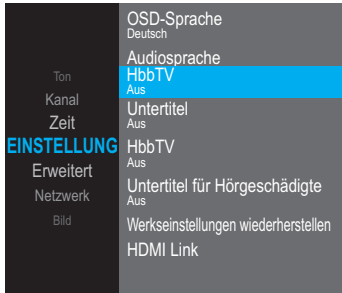 Ton
Kanal
Zeit
EINSTELLUNG
Erweitert
Netzwerk
Bild
OSD-Sprache
Deutsch
Audiosprache
HbbTV
Aus
Untertitel
Aus
HbbTV
Aus
Untertitel für Hörgeschädigte
Aus
Werkseinstellungen wiederherstellen
HDMI Link